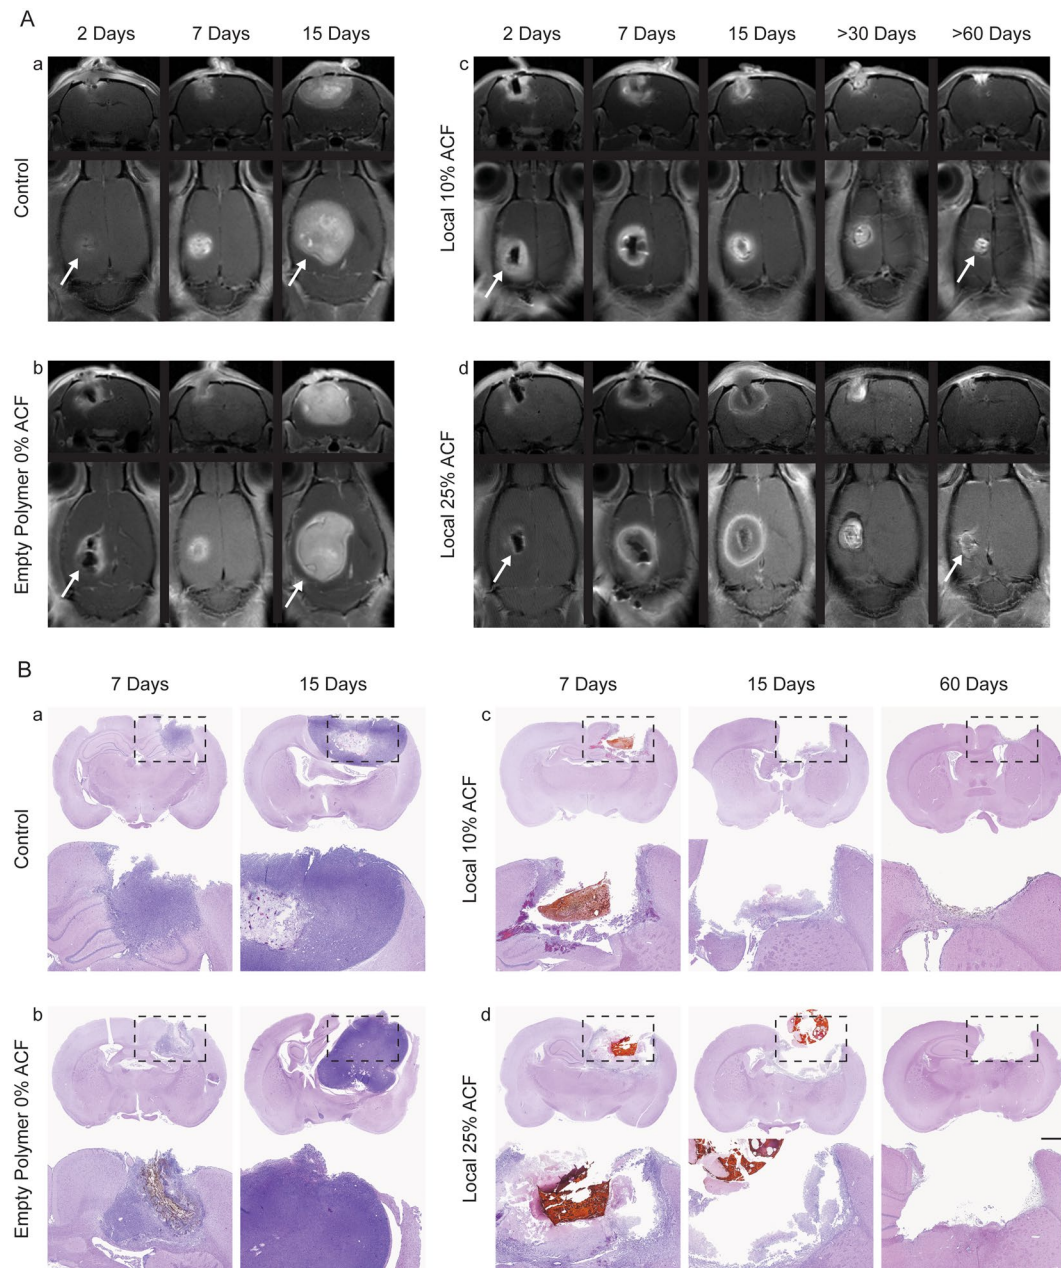 A
2 Days 7 Days 15 Days
2 Days 7 Days 15 Days >30 Days >60 Days
a
Control
c
Local 10% ACF
b
Empty Polymer 0% ACF
d
Local 25% ACF
B
7 Days 15 Days
7 Days 15 Days 60 Days
a
Control
c
Local 10% ACF
b
Empty Polymer 0% ACF
d
Local 25% ACF